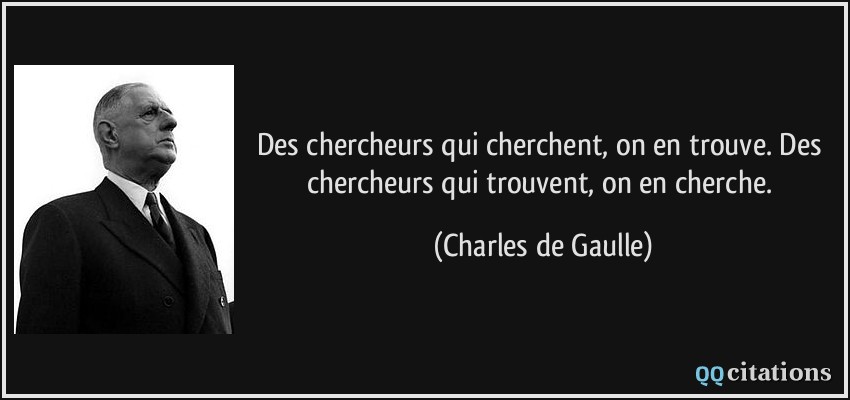 Des chercheurs qui cherchent, on en trouve. Des
chercheurs qui trouvent, on en cherche.
(Charles de Gaulle)
QQcitations